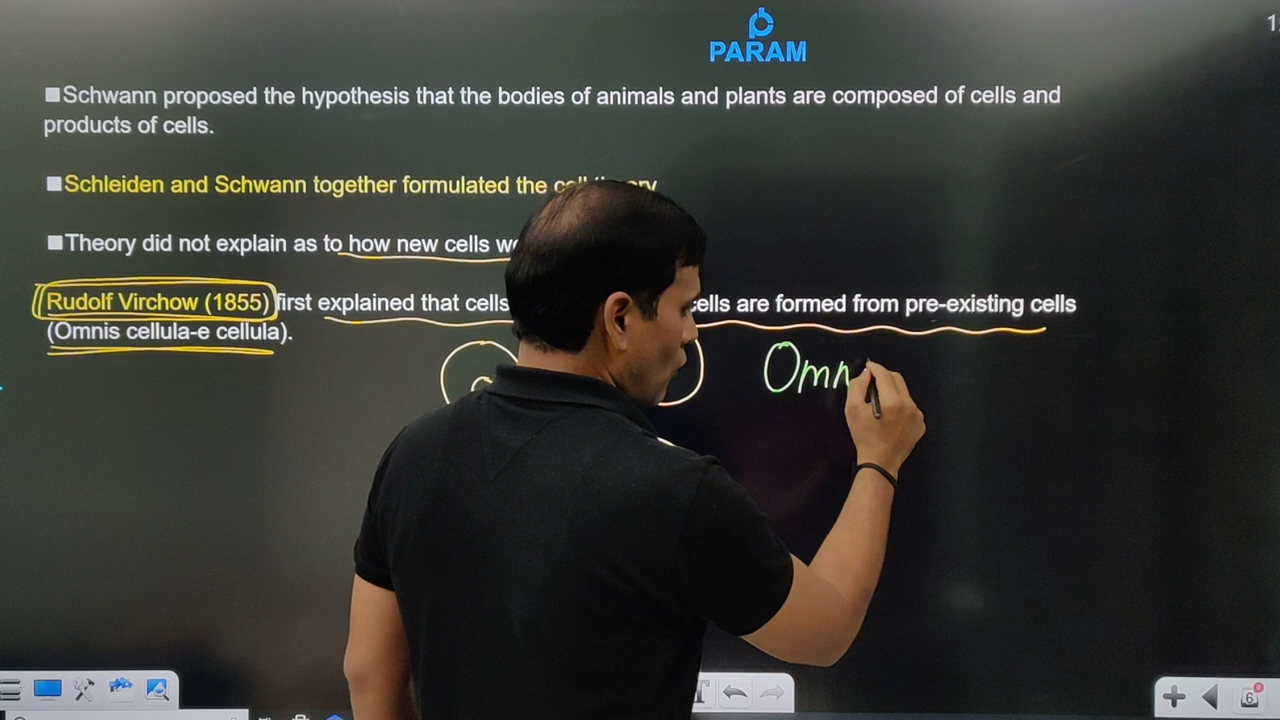 PARAM
Schwann proposed the hypothesis that the bodies of animals and plants are composed of cells and
products of cells.
Schleiden and Schwann together formulated the
Theory did not explain as to how new cells
Rudolf Virchow (1855) first explained that cells cells are formed from pre-existing cells
(Omnis cellula-e cellula).
Omn
6